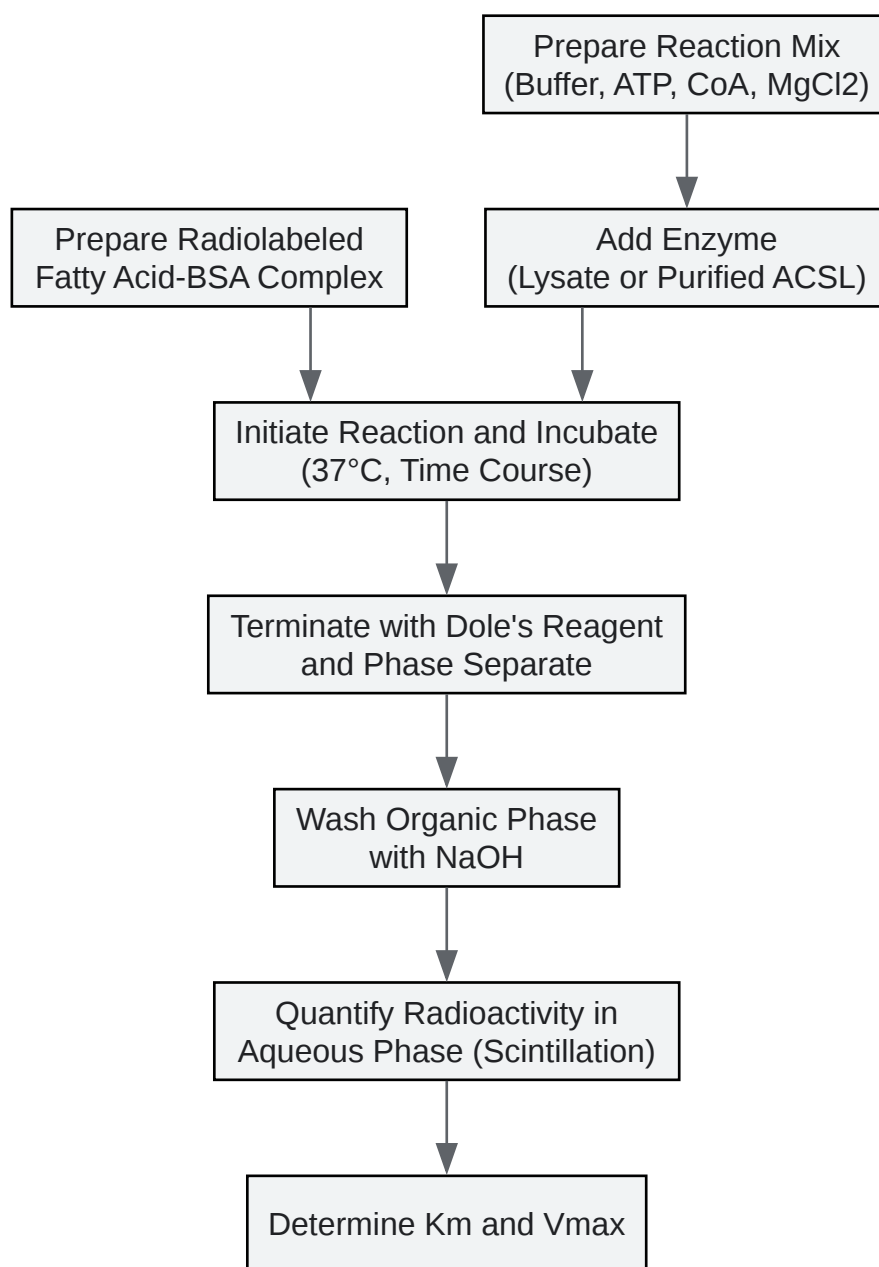 Prepare Reaction Mix
(Buffer, ATP, CoA, MgCl2)
Prepare Radiolabeled
Fatty Acid-BSA Complex
Add Enzyme
(Lysate or Purified ACSL)
Initiate Reaction and Incubate
(37°C, Time Course)
Terminate with Dole's Reagent
and Phase Separate
Wash Organic Phase
with NaOH
Quantify Radioactivity in
Aqueous Phase (Scintillation)
Determine Km and Vmax